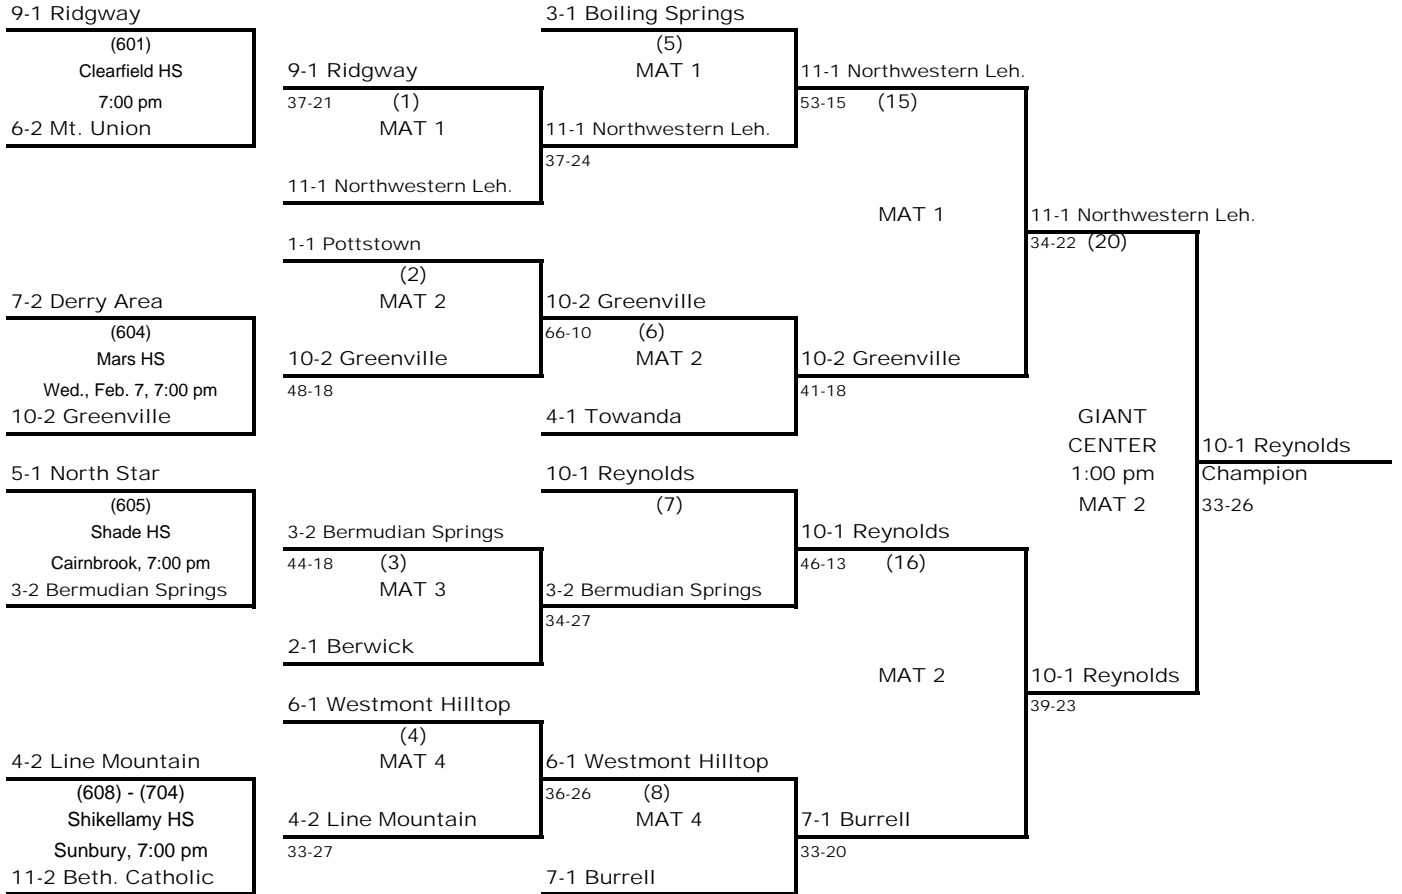 9-1 Ridgway
(601)
Clearfield HS
7:00 pm
6-2 Mt. Union
7-2 Derry Area
(604)
Mars HS
Wed., Feb. 7, 7:00 pm
10-2 Greenville
5-1 North Star
(605)
Shade HS
Cairnbrook, 7:00 pm
3-2 Bermudian Springs
4-2 Line Mountain
(608) - (704)
Shikellamy HS
Sunbury, 7:00 pm
11-2 Beth. Catholic
9-1 Ridgway
37-21 (1)
MAT 1
11-1 Northwestern Leh.
1-1 Pottstown
(2)
MAT 2
10-2 Greenville
48-18
3-2 Bermudian Springs
44-18 (3)
MAT 3
2-1 Berwick
6-1 Westmont Hilltop
(4)
MAT 4
4-2 Line Mountain
33-27
3-1 Boiling Springs
(5)
MAT 1
11-1 Northwestern Leh.
37-24
10-2 Greenville
66-10 (6)
MAT 2
4-1 Towanda
10-1 Reynolds
(7)
3-2 Bermudian Springs
34-27
6-1 Westmont Hilltop
36-26 (8)
MAT 4
7-1 Burrell
11-1 Northwestern Leh.
53-15 (15)
MAT 1
10-2 Greenville
41-18
10-1 Reynolds
46-13 (16)
MAT 2
7-1 Burrell
33-20
11-1 Northwestern Leh.
34-22 (20)
GIANT
CENTER
1:00 pm
MAT 2
10-1 Reynolds
39-23
10-1 Reynolds
Champion
33-26